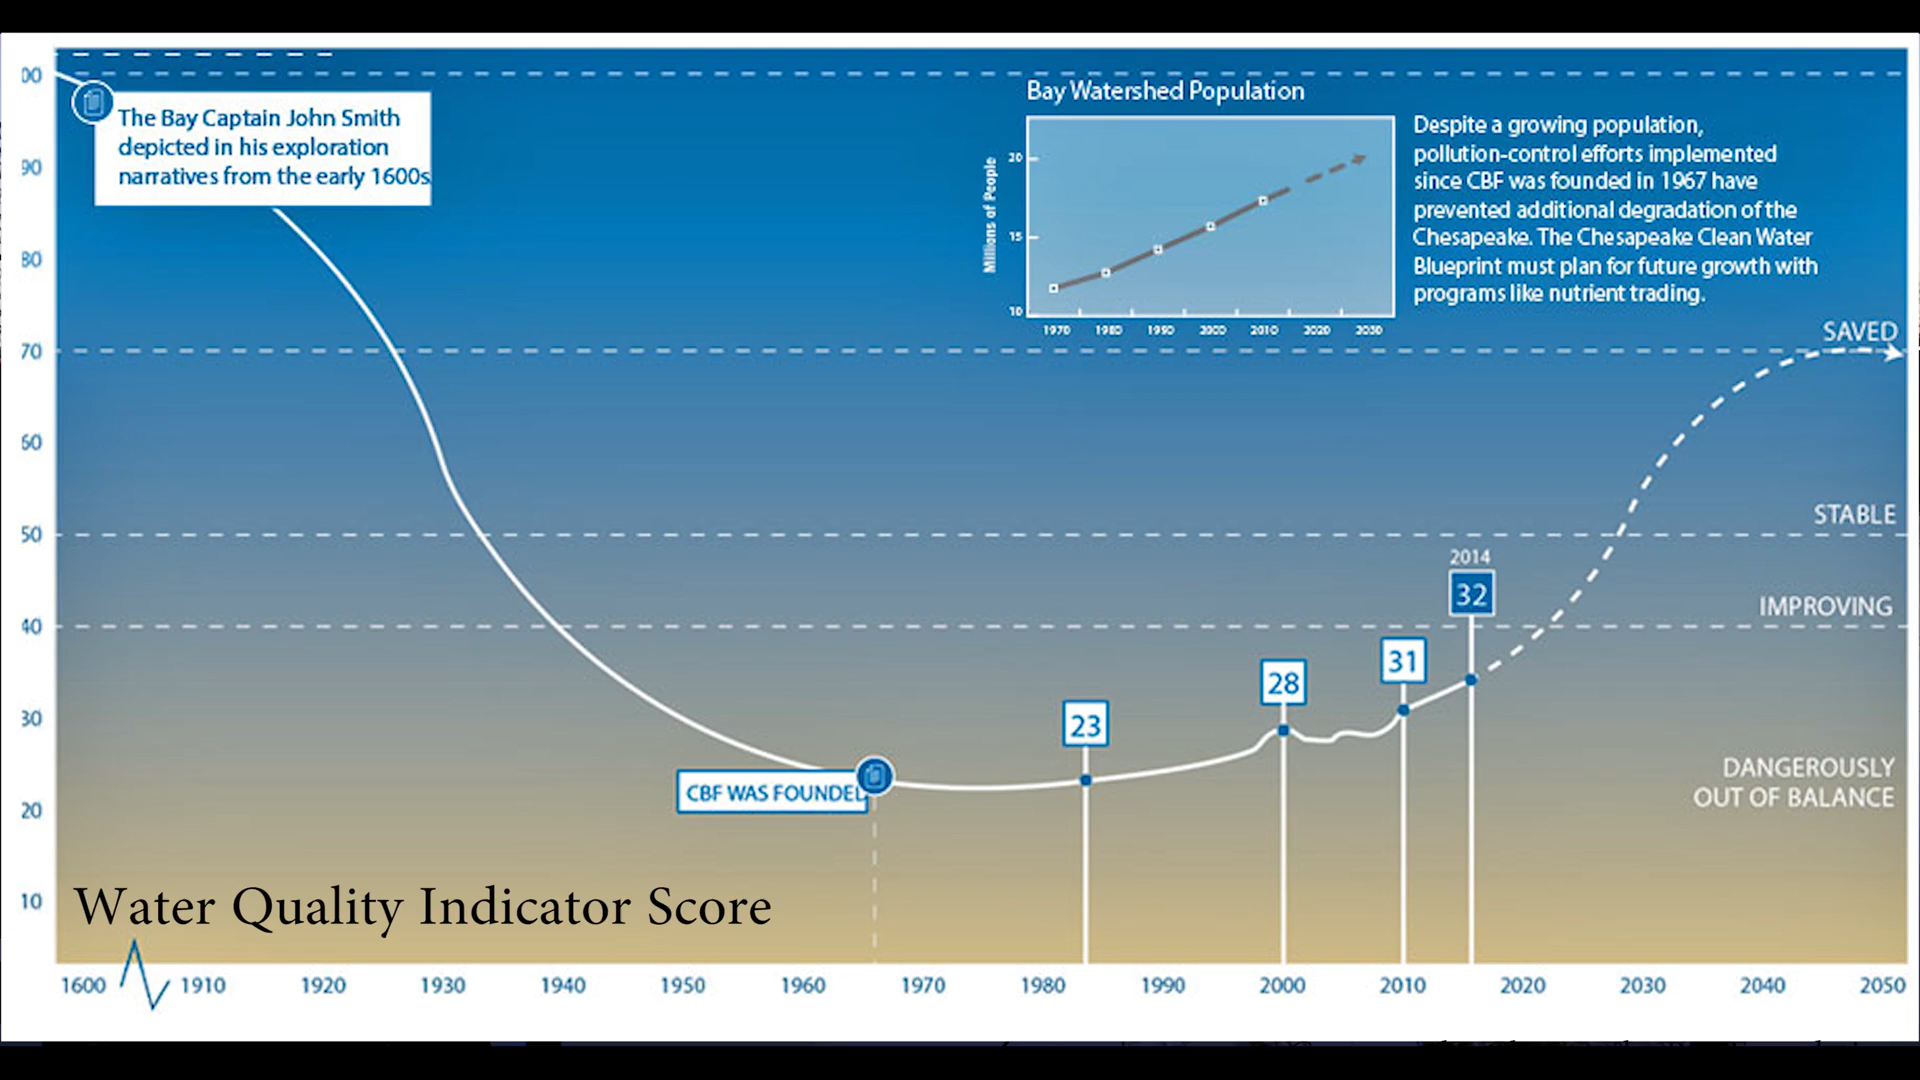 00
90
80
70
60
50
40
30
20
10
The Bay Captain John Smith
depicted in his exploration
narratives from the early 1600s
Bay Watershed Population
Millions of People
20
15
10
1970 1980 1990 2000 2010 2020 2030
Despite a growing population,
pollution-control efforts implemented
since CBF was founded in 1967 have
prevented additional degradation of the
Chesapeake. The Chesapeake Clean Water
Blueprint must plan for future growth with
programs like nutrient trading.
SAVED
STABLE
2014
32
IMPROVING
31
28
23
DANGEROUSLY
OUT OF BALANCE
CBF WAS FOUNDED
Water Quality Indicator Score
1600 1910 1920 1930 1940 1950 1960 1970 1980 1990 2000 2010 2020 2030 2040 2050